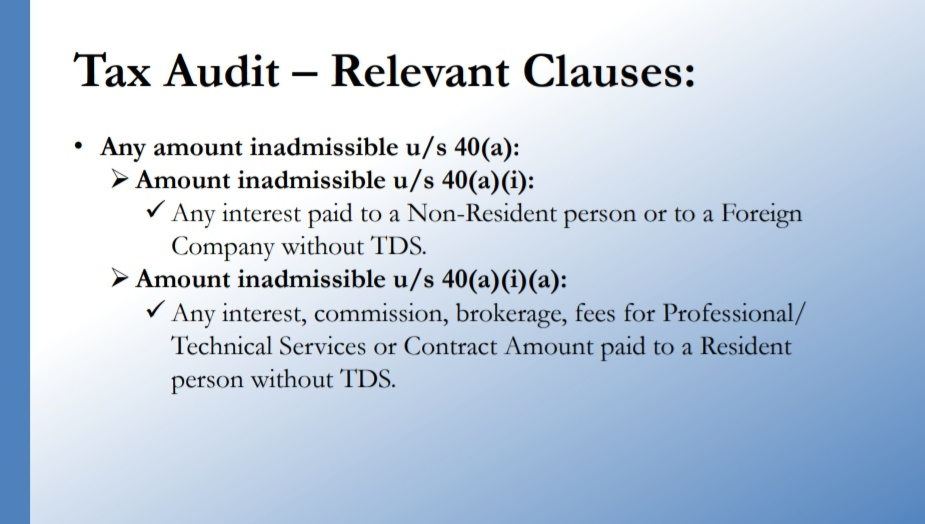 Tax Audit – Relevant Clauses:
• Any amount inadmissible u/s 40(a):
➢ Amount inadmissible u/s 40(a)(i):
✓ Any interest paid to a Non-Resident person or to a Foreign
Company without TDS.
➢ Amount inadmissible u/s 40(a)(i)(a):
✓ Any interest, commission, brokerage, fees for Professional/
Technical Services or Contract Amount paid to a Resident
person without TDS.